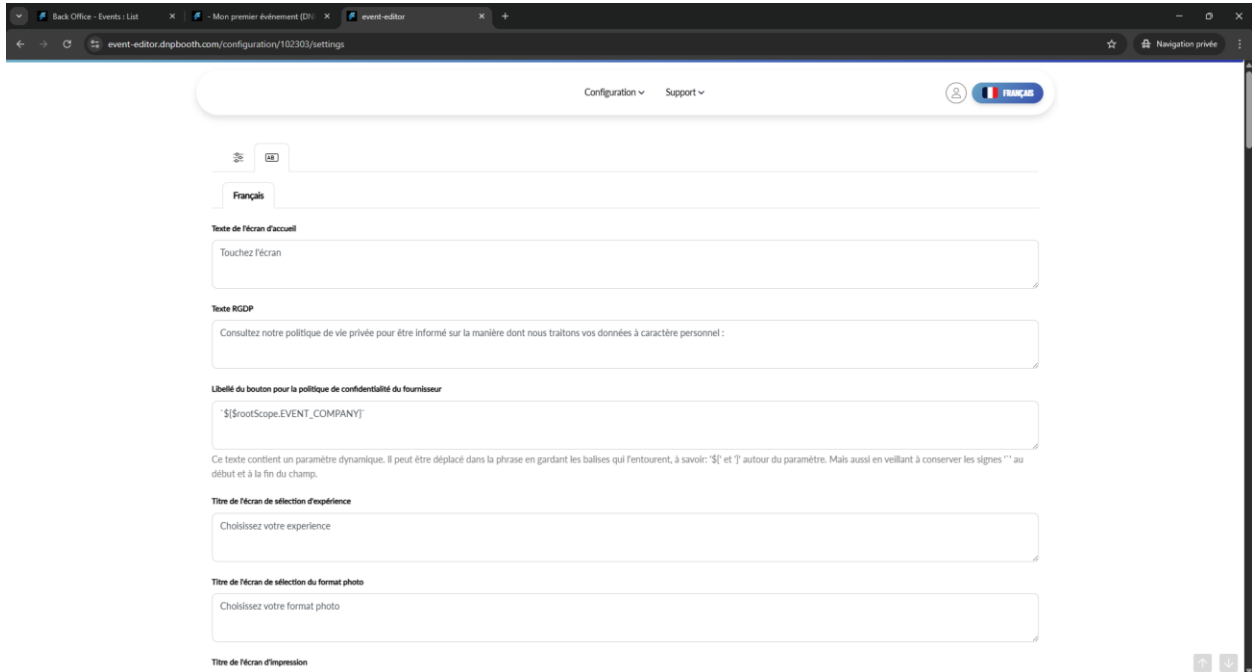 Back Office - Events : List
- Mon premier événement (DN
event-editor
event-editor.dnpbooth.com/configuration/102303/settings
Navigation privée
Configuration
Support
FRANÇAIS
AB
Français
Texte de l'écran d'accueil
Touchez l'écran
Texte RGDP
Consultez notre politique de vie privée pour être informé sur la manière dont nous traitons vos données à caractère personnel :
Libellé du bouton pour la politique de confidentialité du fournisseur
`${$rootScope.EVENT_COMPANY}`
Ce texte contient un paramètre dynamique. Il peut être déplacé dans la phrase en gardant les balises qui l'entourent, à savoir: '${' et '}' autour du paramètre. Mais aussi en veillant à conserver les signes '`' au
début et à la fin du champ.
Titre de l'écran de sélection d'expérience
Choisissez votre experience
Titre de l'écran de sélection du format photo
Choisissez votre format photo
Titre de l'écran d'impression